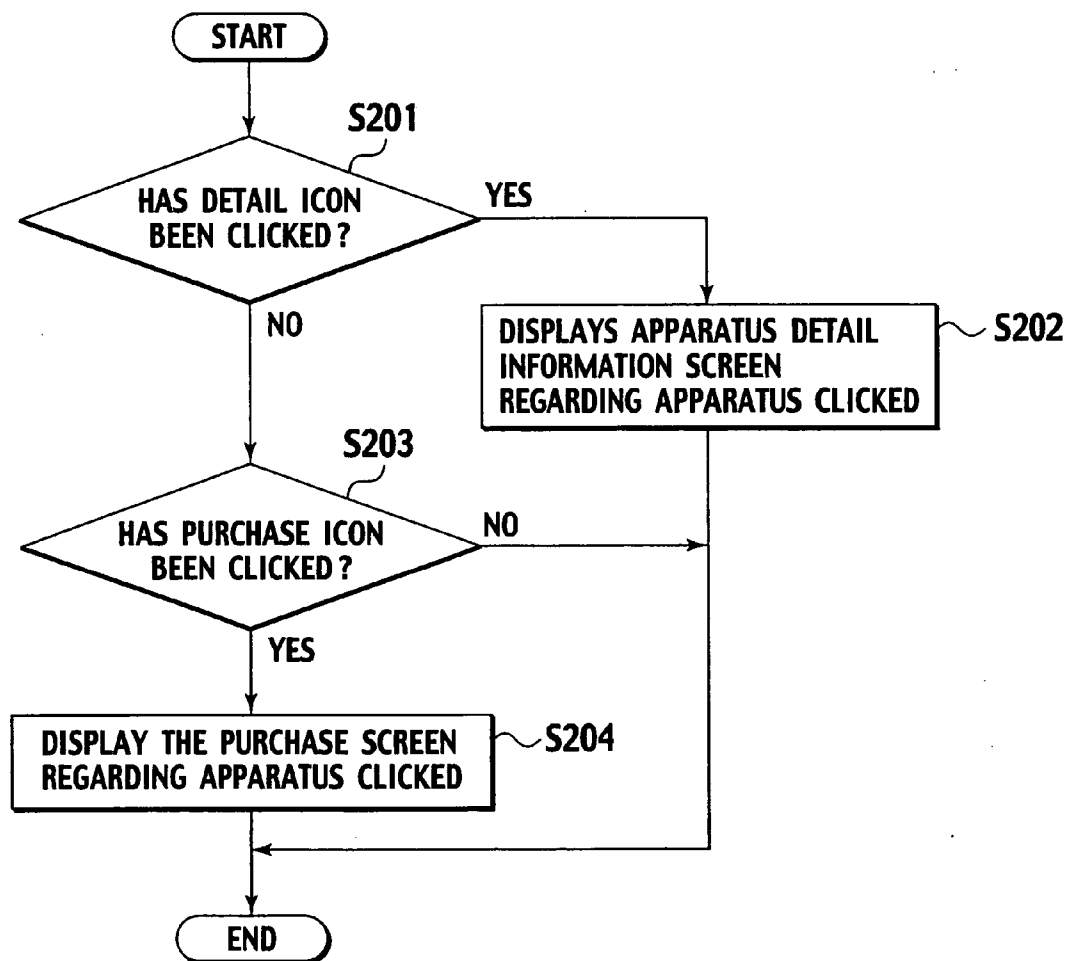 START
S201
HAS DETAIL ICON
BEEN CLICKED?
YES
NO
DISPLAYS APPARATUS DETAIL
INFORMATION SCREEN
REGARDING APPARATUS CLICKED
S202
S203
HAS PURCHASE ICON
BEEN CLICKED?
NO
YES
DISPLAY THE PURCHASE SCREEN
REGARDING APPARATUS CLICKED
S204
END